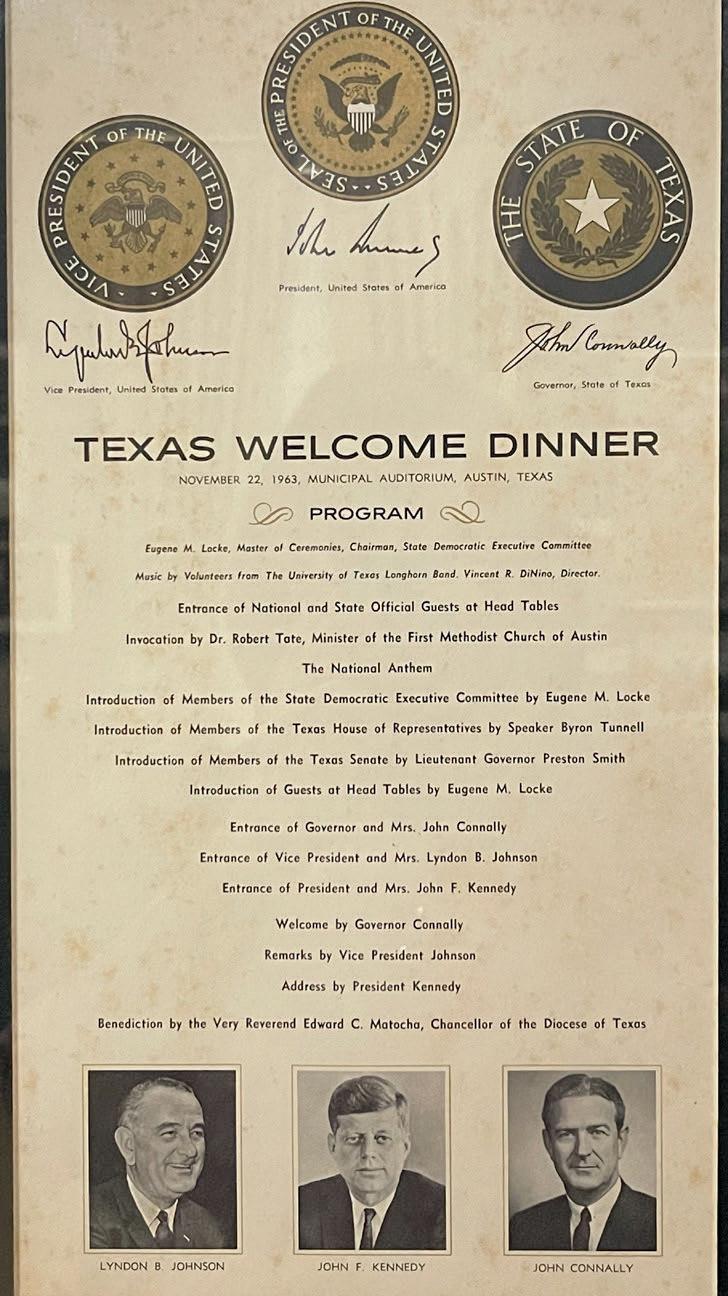 SEAL OF THE PRESIDENT OF THE UNITED STATES
VICE PRESIDENT OF THE UNITED STATES
THE STATE OF TEXAS
John
President, United States of America
Lyndon B. Johnson
Vice President, United States of America
John Connally
Governor, State of Texas
TEXAS WELCOME DINNER
NOVEMBER 22, 1963, MUNICIPAL AUDITORIUM, AUSTIN, TEXAS
PROGRAM
Eugene M. Locke, Master of Ceremonies, Chairman, State Democratic Executive Committee
Music by Volunteers from The University of Texas Longhorn Band. Vincent R. DiNino, Director.
Entrance of National and State Official Guests at Head Tables
Invocation by Dr. Robert Tate, Minister of the First Methodist Church of Austin
The National Anthem
Introduction of Members of the State Democratic Executive Committee by Eugene M. Locke
Introduction of Members of the Texas House of Representatives by Speaker Byron Tunnell
Introduction of Members of the Texas Senate by Lieutenant Governor Preston Smith
Introduction of Guests at Head Tables by Eugene M. Locke
Entrance of Governor and Mrs. John Connally
Entrance of Vice President and Mrs. Lyndon B. Johnson
Entrance of President and Mrs. John F. Kennedy
Welcome by Governor Connally
Remarks by Vice President Johnson
Address by President Kennedy
Benediction by the Very Reverend Edward C. Matocha, Chancellor of the Diocese of Texas
LYNDON B. JOHNSON
JOHN F. KENNEDY
JOHN CONNALLY